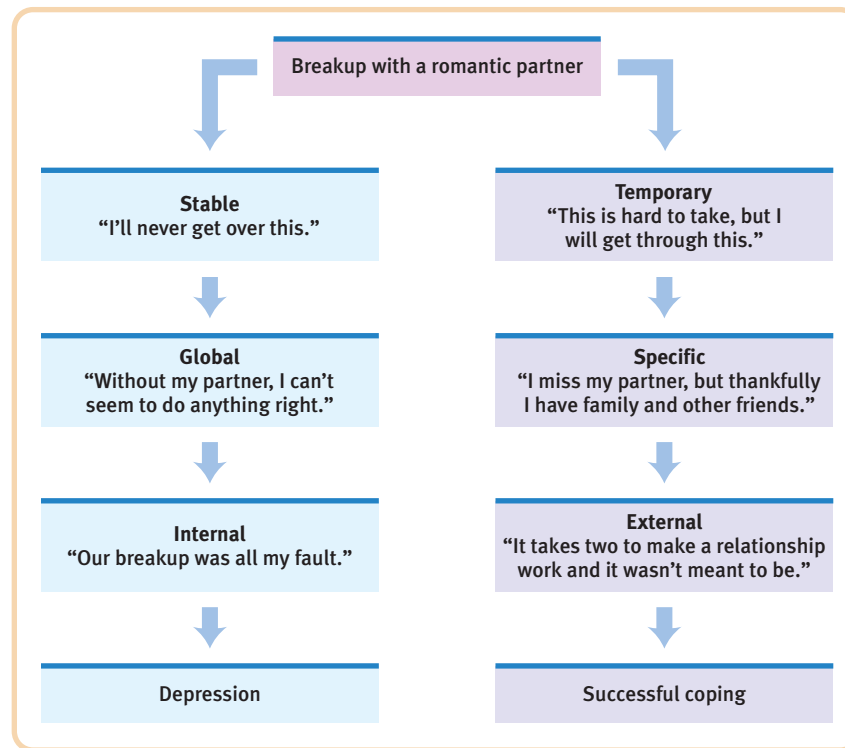 Breakup with a romantic partner
Stable
“I’ll never get over this.”
Global
“Without my partner, I can’t
seem to do anything right.”
Internal
“Our breakup was all my fault.”
Depression
Temporary
“This is hard to take, but I
will get through this.”
Specific
“I miss my partner, but thankfully
I have family and other friends.”
External
“It takes two to make a relationship
work and it wasn’t meant to be.”
Successful coping